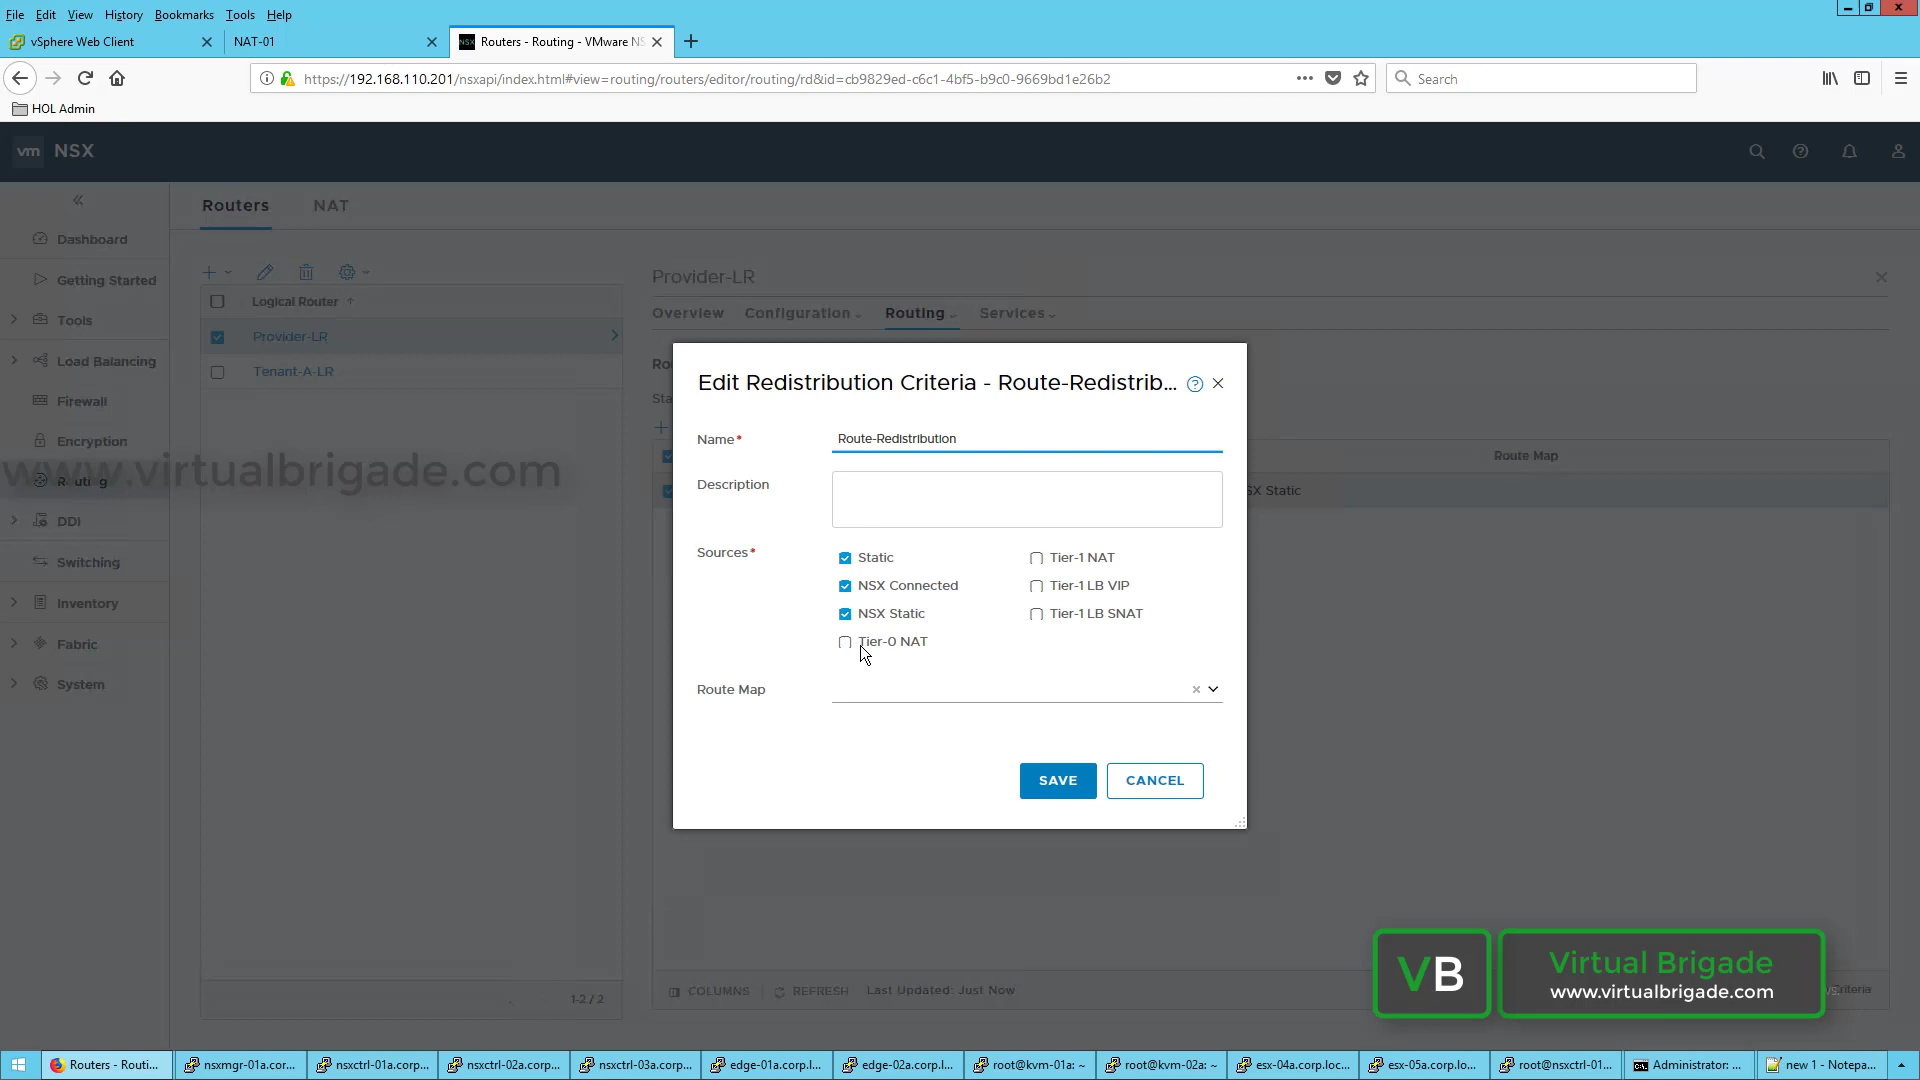 File Edit View History Bookmarks Tools Help
vSphere Web Client
NAT-01
Routers - Routing - VMware NS
https://192.168.110.201/nsxapi/index.html#view=routing/routers/editor/routing/rd&id=cb9829ed-c6c1-4bf5-b9c0-9669bd1e26b2
Search
HOL Admin
vm NSX
Routers NAT
Dashboard
Getting Started
Tools
Load Balancing
Firewall
Encryption
Routing
DDI
Switching
Inventory
Fabric
System
www.virtualbrigade.com
Logical Router
Provider-LR
Tenant-A-LR
1-2 / 2
Provider-LR
Overview Configuration Routing Services
Ro
Sta
Route Map
SX Static
Edit Redistribution Criteria - Route-Redistrib...
Name*
Route-Redistribution
Description
Sources*
Static
NSX Connected
NSX Static
Tier-0 NAT
Tier-1 NAT
Tier-1 LB VIP
Tier-1 LB SNAT
Route Map
SAVE CANCEL
COLUMNS REFRESH Last Updated: Just Now
Criteria
VB
Virtual Brigade
www.virtualbrigade.com
Routers - Routi...
nsxmgr-01a.cor...
nsxctrl-01a.corp...
nsxctrl-02a.corp...
nsxctrl-03a.corp...
edge-01a.corp.l...
edge-02a.corp.l...
root@kvm-01a: ~
root@kvm-02a: ~
esx-04a.corp.loc...
esx-05a.corp.lo...
root@nsxctrl-01...
Administrator: ...
new 1 - Notepa...